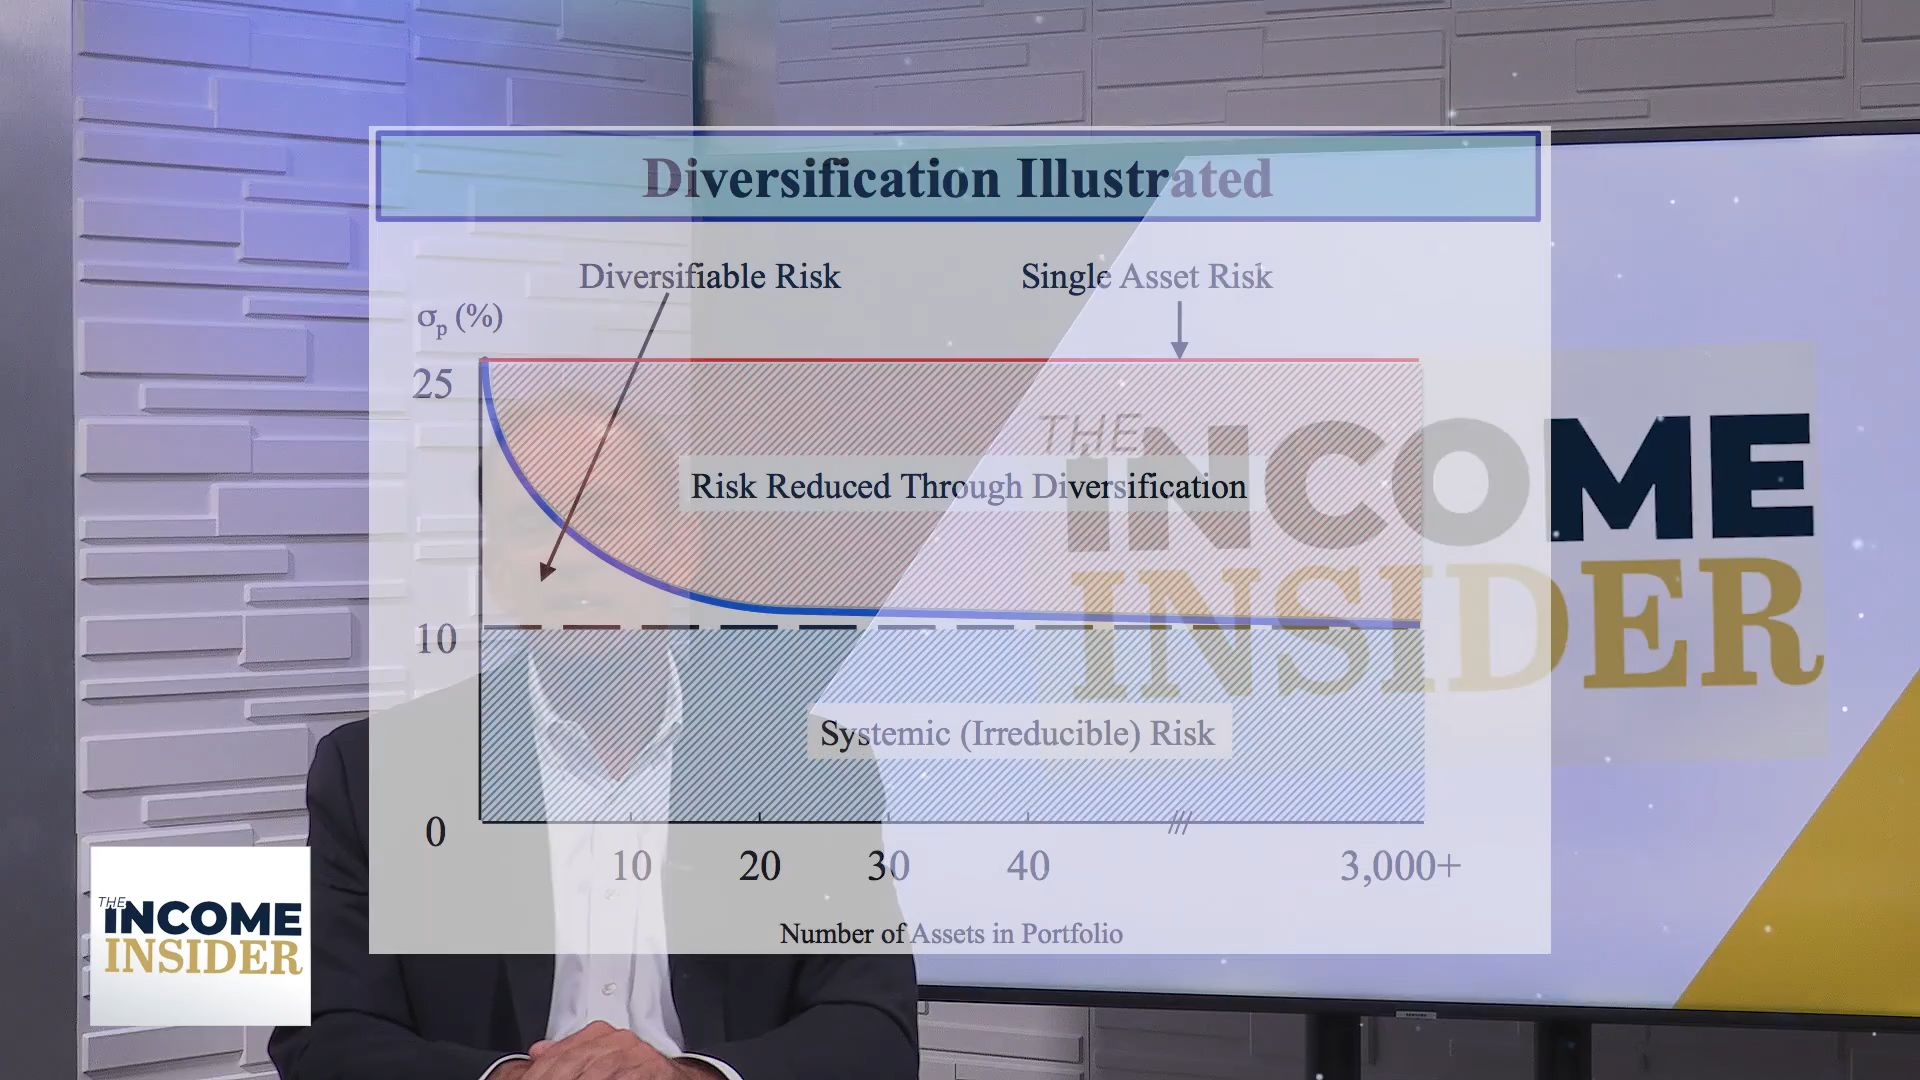 Diversification Illustrated
Diversifiable Risk
Single Asset Risk
σp (%)
25
Risk Reduced Through Diversification
10
Systemic (Irreducible) Risk
0
10
20
30
40
3,000+
Number of Assets in Portfolio
THE
INCOME
INSIDER
THE
INCOME
INSIDER
SAMSUNG